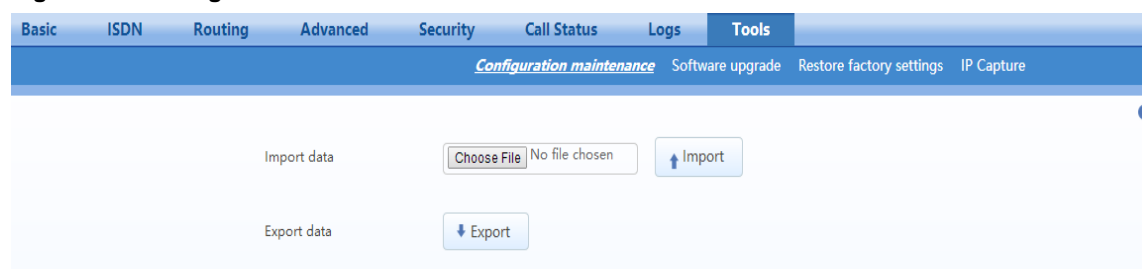 Basic ISDN Routing Advanced Security Call Status Logs Tools
Configuration maintenance Software upgrade Restore factory settings IP Capture
Import data Choose File No file chosen Import
Export data Export